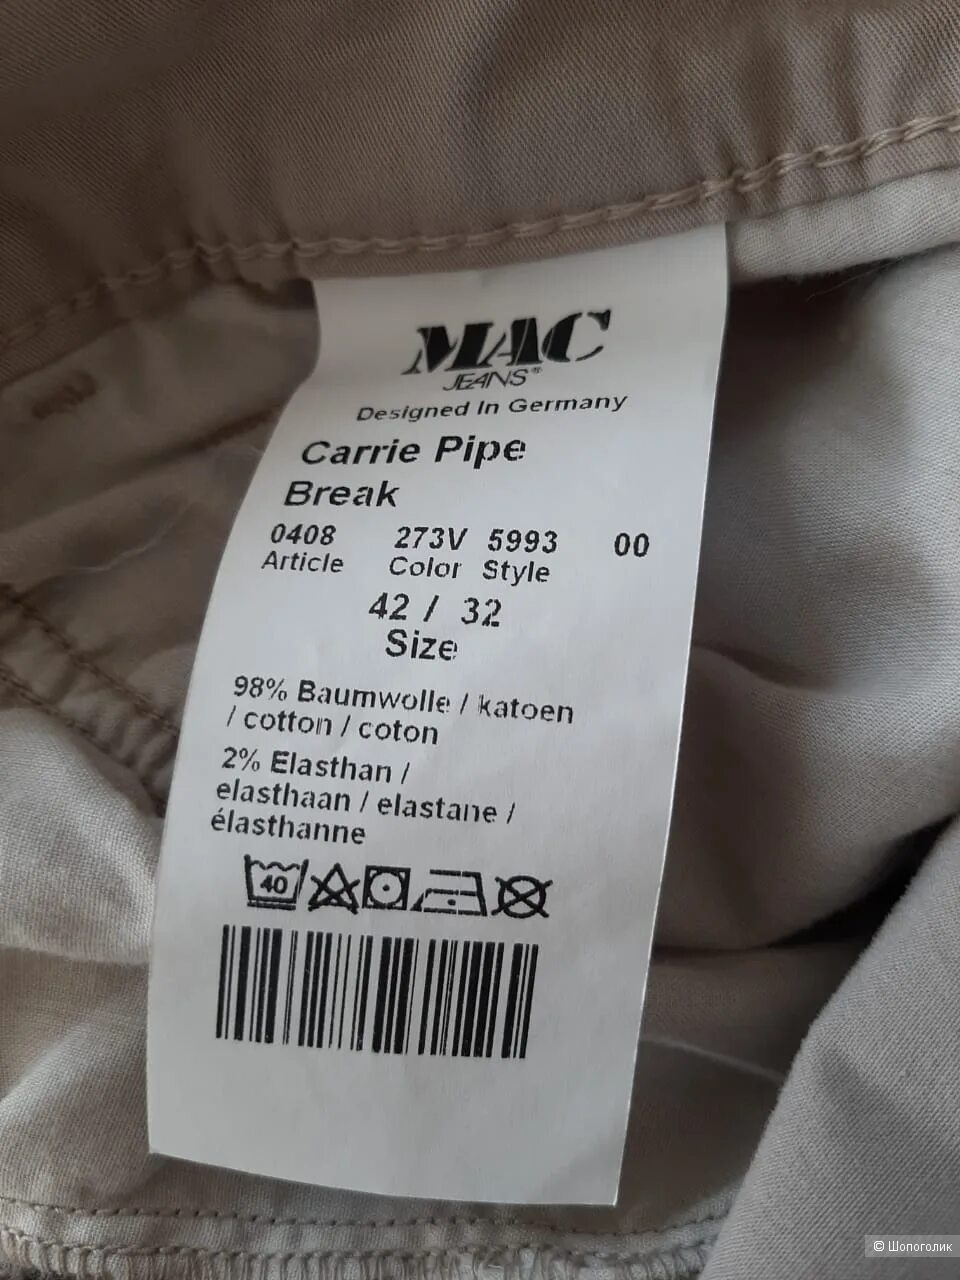 MAC
JEANS®
Designed In Germany
Carrie Pipe
Break
0408 273V 5993 00
Article Color Style
42 / 32
Size
98% Baumwolle / katoen
/ cotton / coton
2% Elasthan /
elasthaan / elastane /
élasthanne
40
© Шопоголик